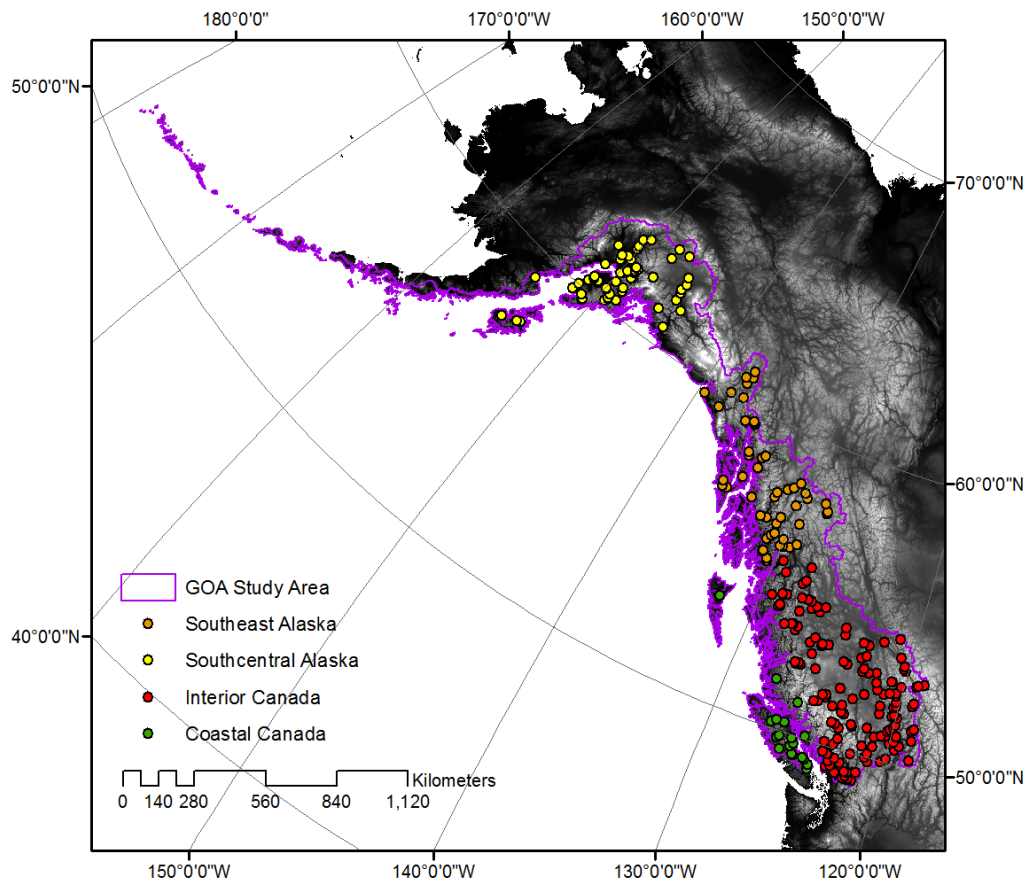 180°0'0" 170°0'0"W 160°0'0"W 150°0'0"W
50°0'0"N
70°0'0"N
60°0'0"N
GOA Study Area
Southeast Alaska
40°0'0"N
Southcentral Alaska
Interior Canada
Coastal Canada
50°0'0"N
Kilometers
0 140 280 560 840 1,120
150°0'0"W 140°0'0"W 130°0'0"W 120°0'0"W